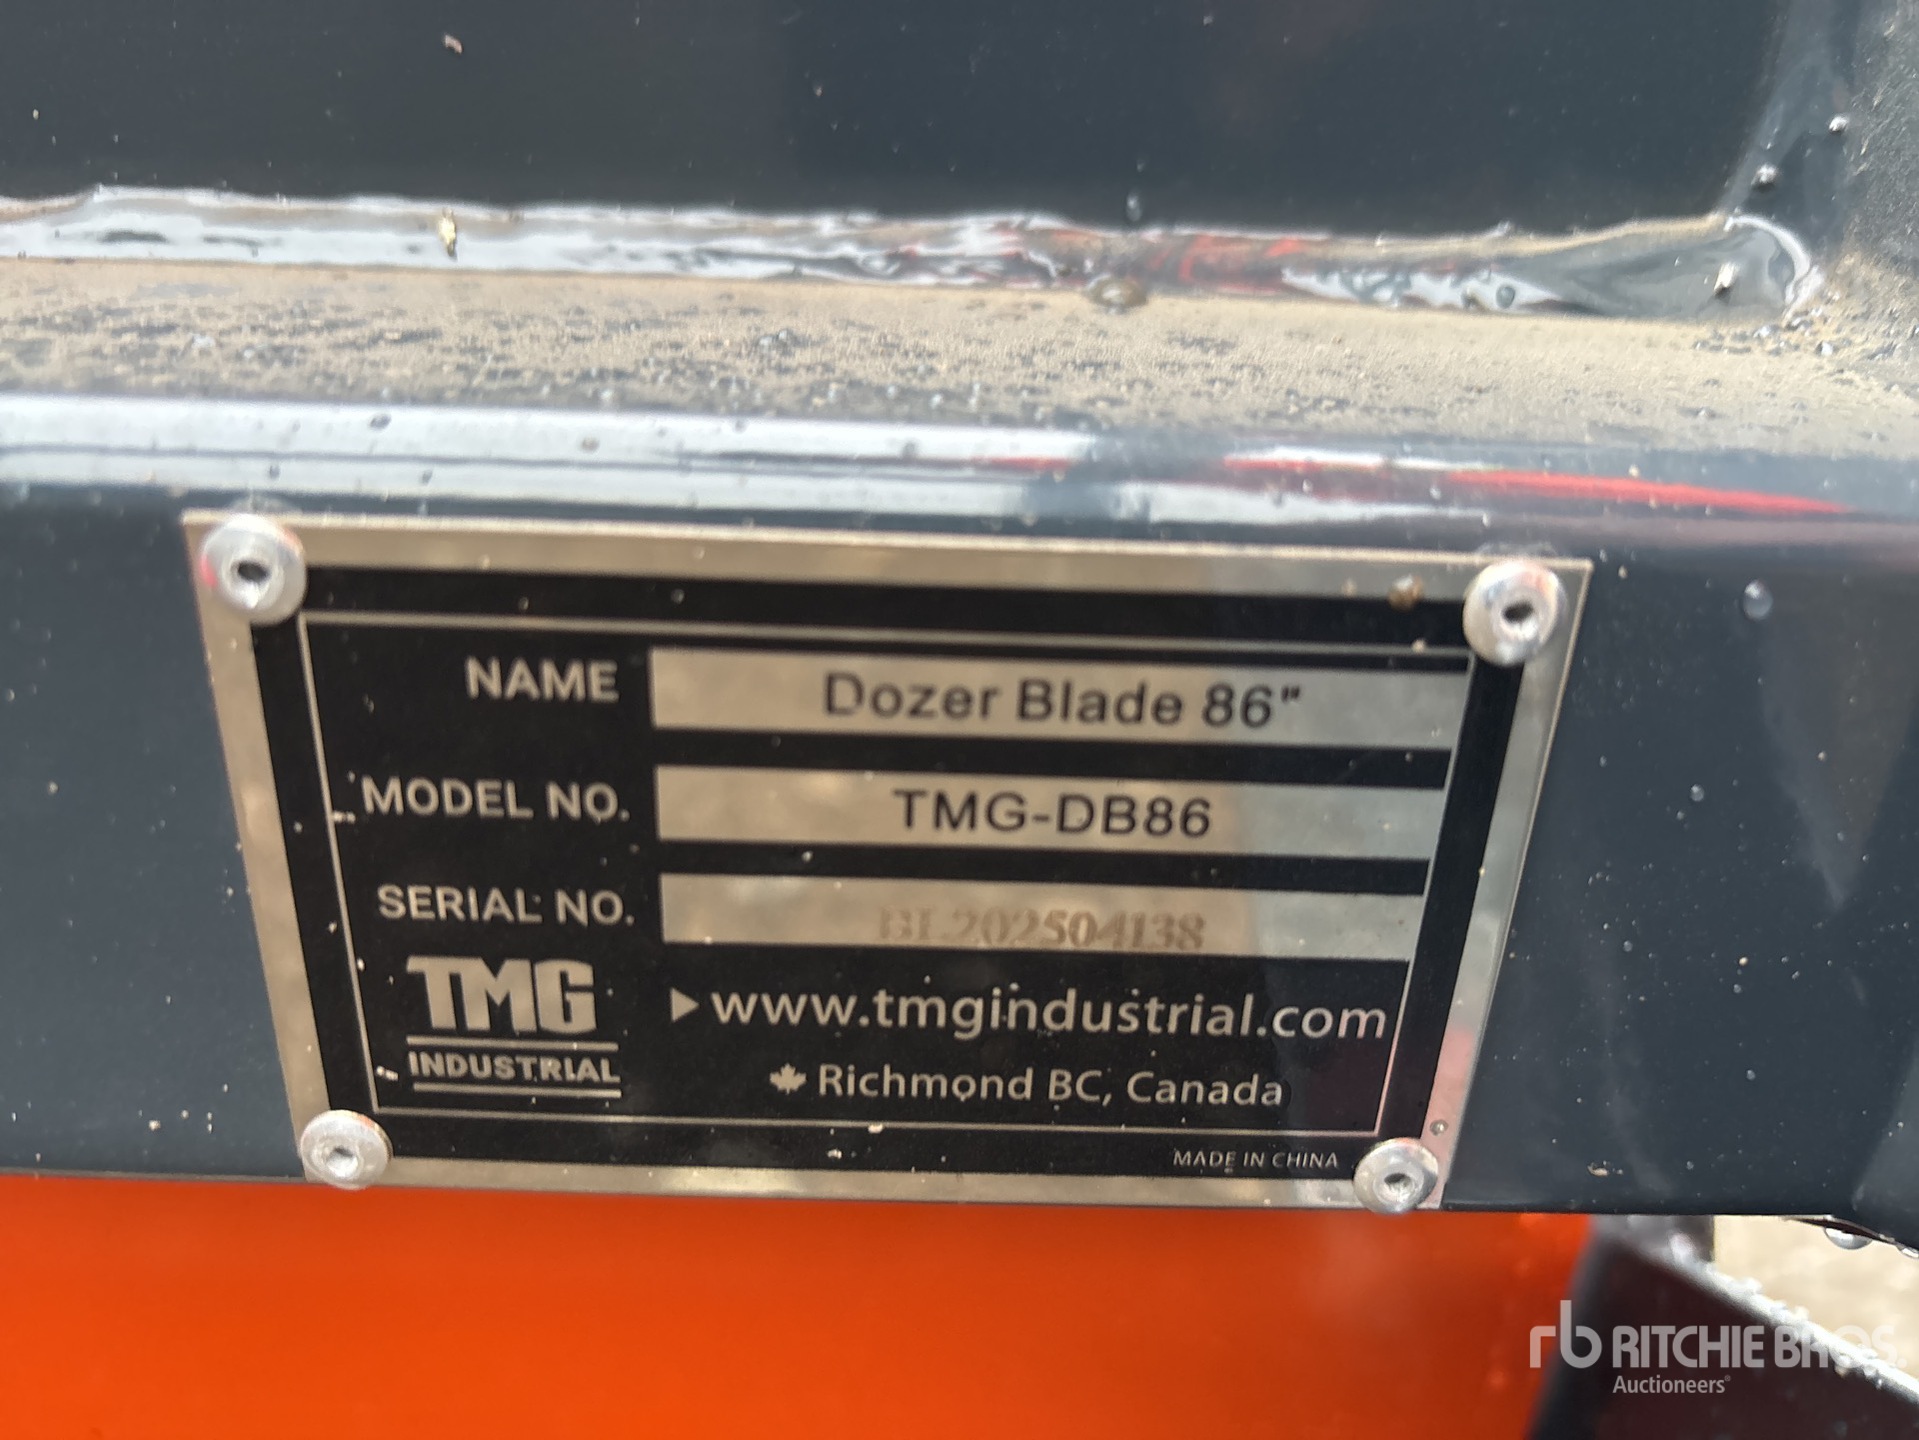 NAME Dozer Blade 86"
MODEL NO. TMG-DB86
SERIAL NO. BL202504138
TMG
INDUSTRIAL
www.tmgindustrial.com
Richmond BC, Canada
MADE IN CHINA
rb RITCHIE BROS.
Auctioneers®